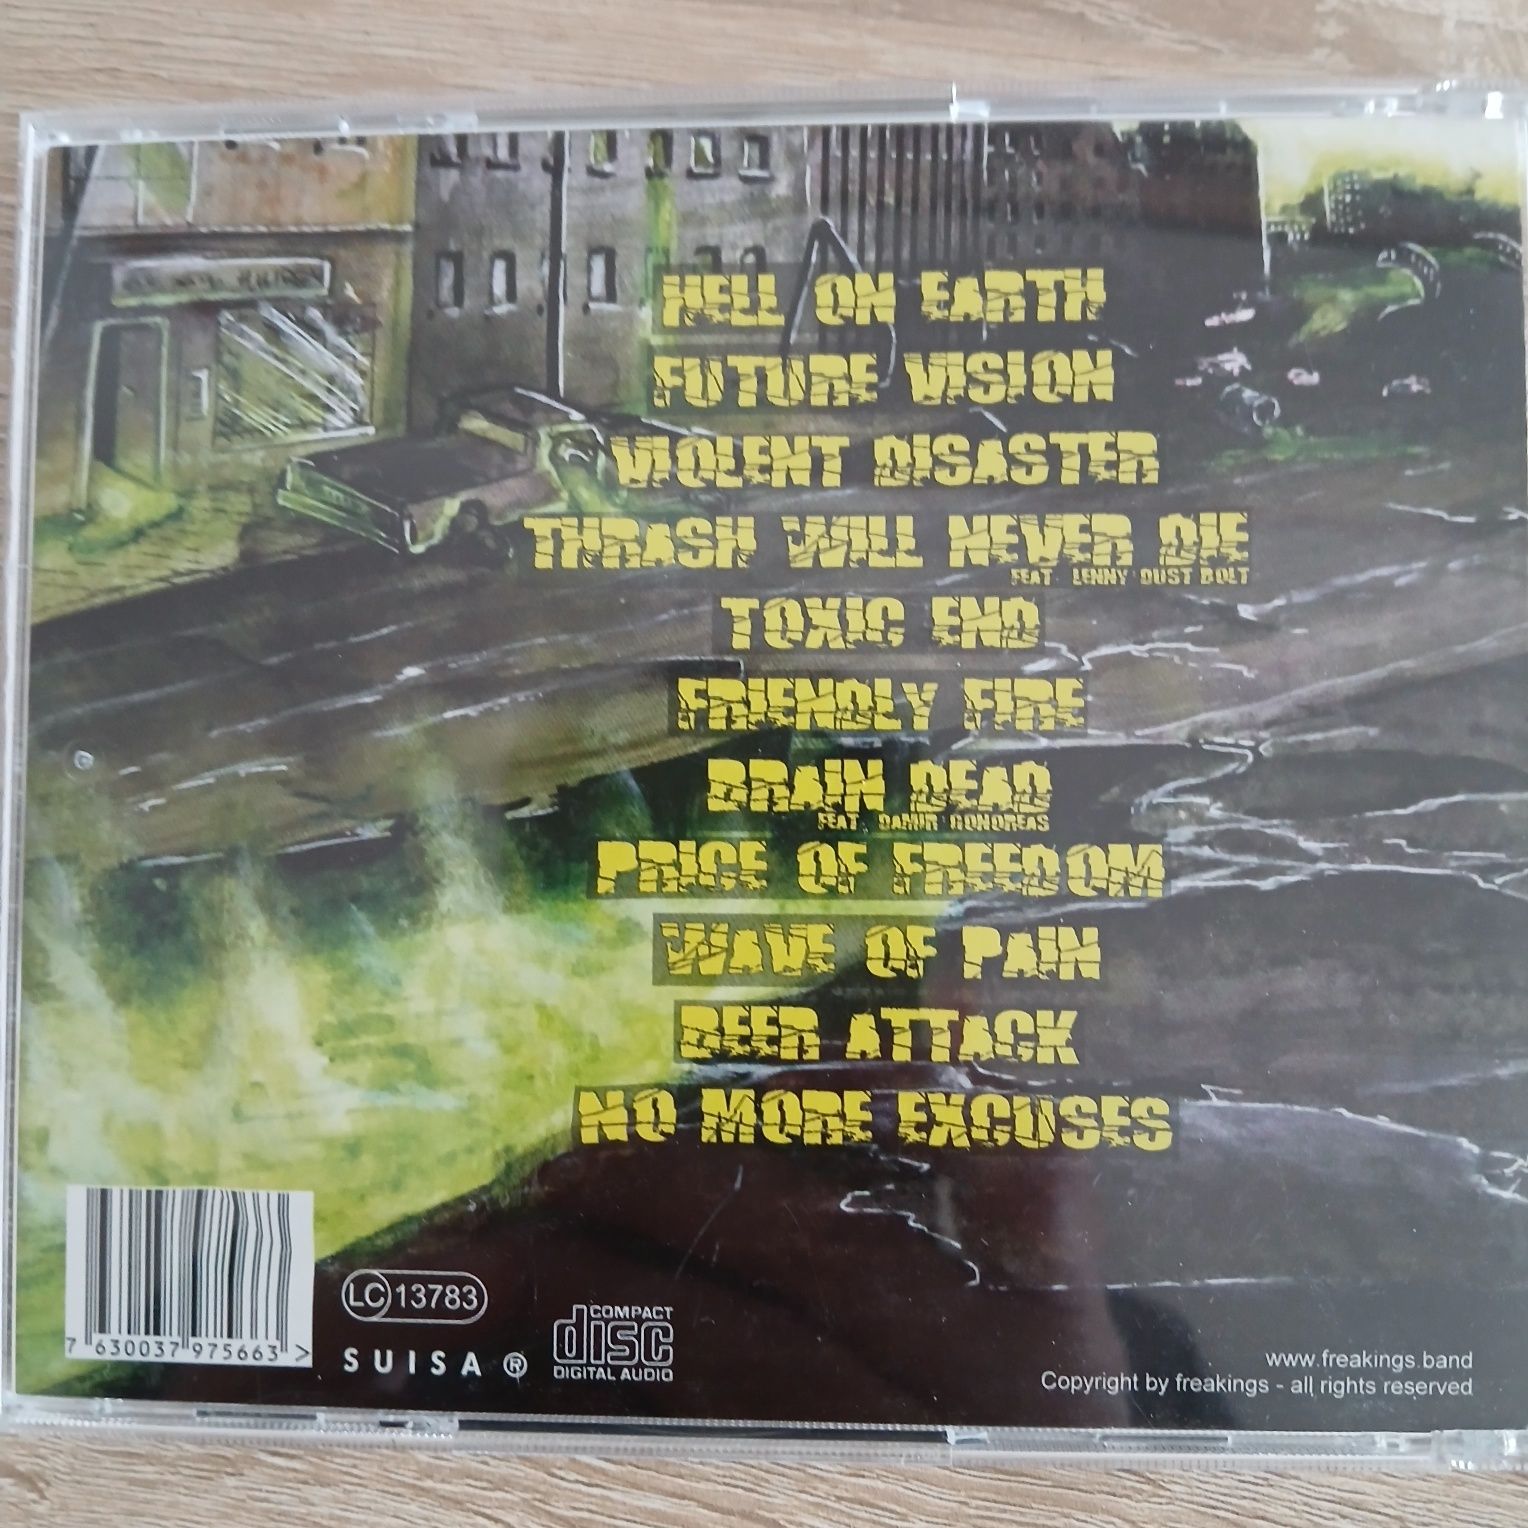 HELL ON EARTH
FUTURE VISION
VIOLENT DISASTER
THRASH WILL NEVER DIE
FEAT. LENNY DUST BOLT
TOXIC END
FRIENDLY FIRE
BRAIN DEAD
FEAT. DAMIR GONOREAS
PRICE OF FREEDOM
WAVE OF PAIN
BEER ATTACK
NO MORE EXCUSES
7 630037 975663 >
LC 13783
SUISA ®
COMPACT
disc
DIGITAL AUDIO
www.freakings.band
Copyright by freakings - all rights reserved